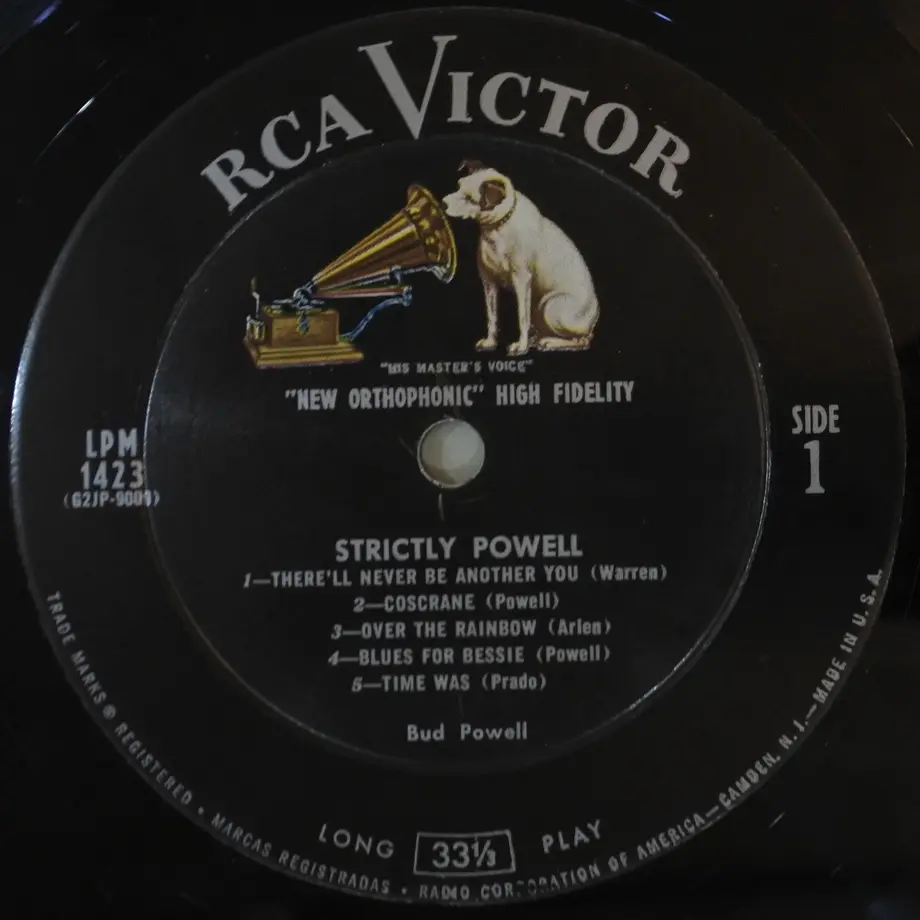 RCA VICTOR
"HIS MASTER'S VOICE"
"NEW ORTHOPHONIC" HIGH FIDELITY
LPM
1423
(G2JP-9009)
SIDE
1
STRICTLY POWELL
1—THERE'LL NEVER BE ANOTHER YOU (Warren)
2—COSCRANE (Powell)
3—OVER THE RAINBOW (Arlen)
4—BLUES FOR BESSIE (Powell)
5—TIME WAS (Prado)
Bud Powell
LONG 33⅓ PLAY
TRADE MARKS ® REGISTERED • MARCAS REGISTRADAS • RADIO CORPORATION OF AMERICA—CAMDEN, N. J.—MADE IN U. S. A.